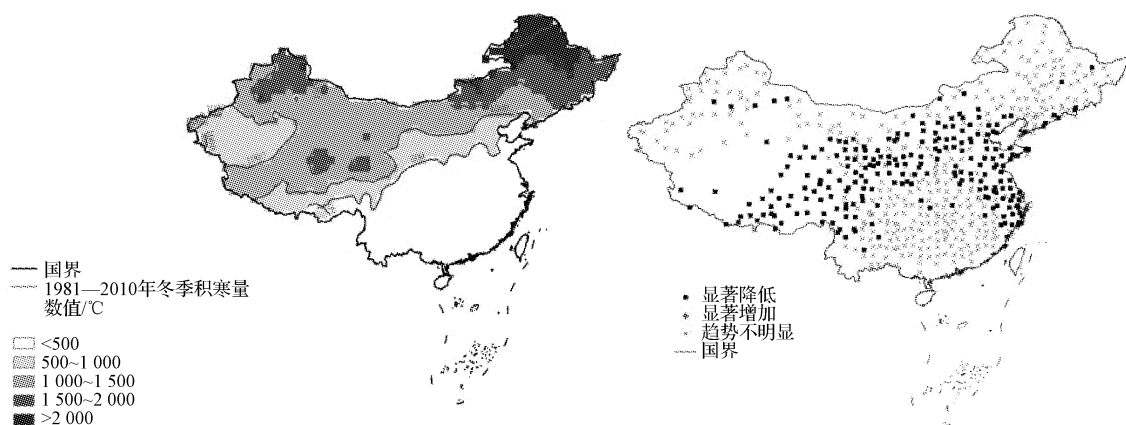 国界
1981—2010年冬季积寒量
数值/℃
<500
500~1 000
1 000~1 500
1 500~2 000
>2 000
显著降低
显著增加
趋势不明显
国界